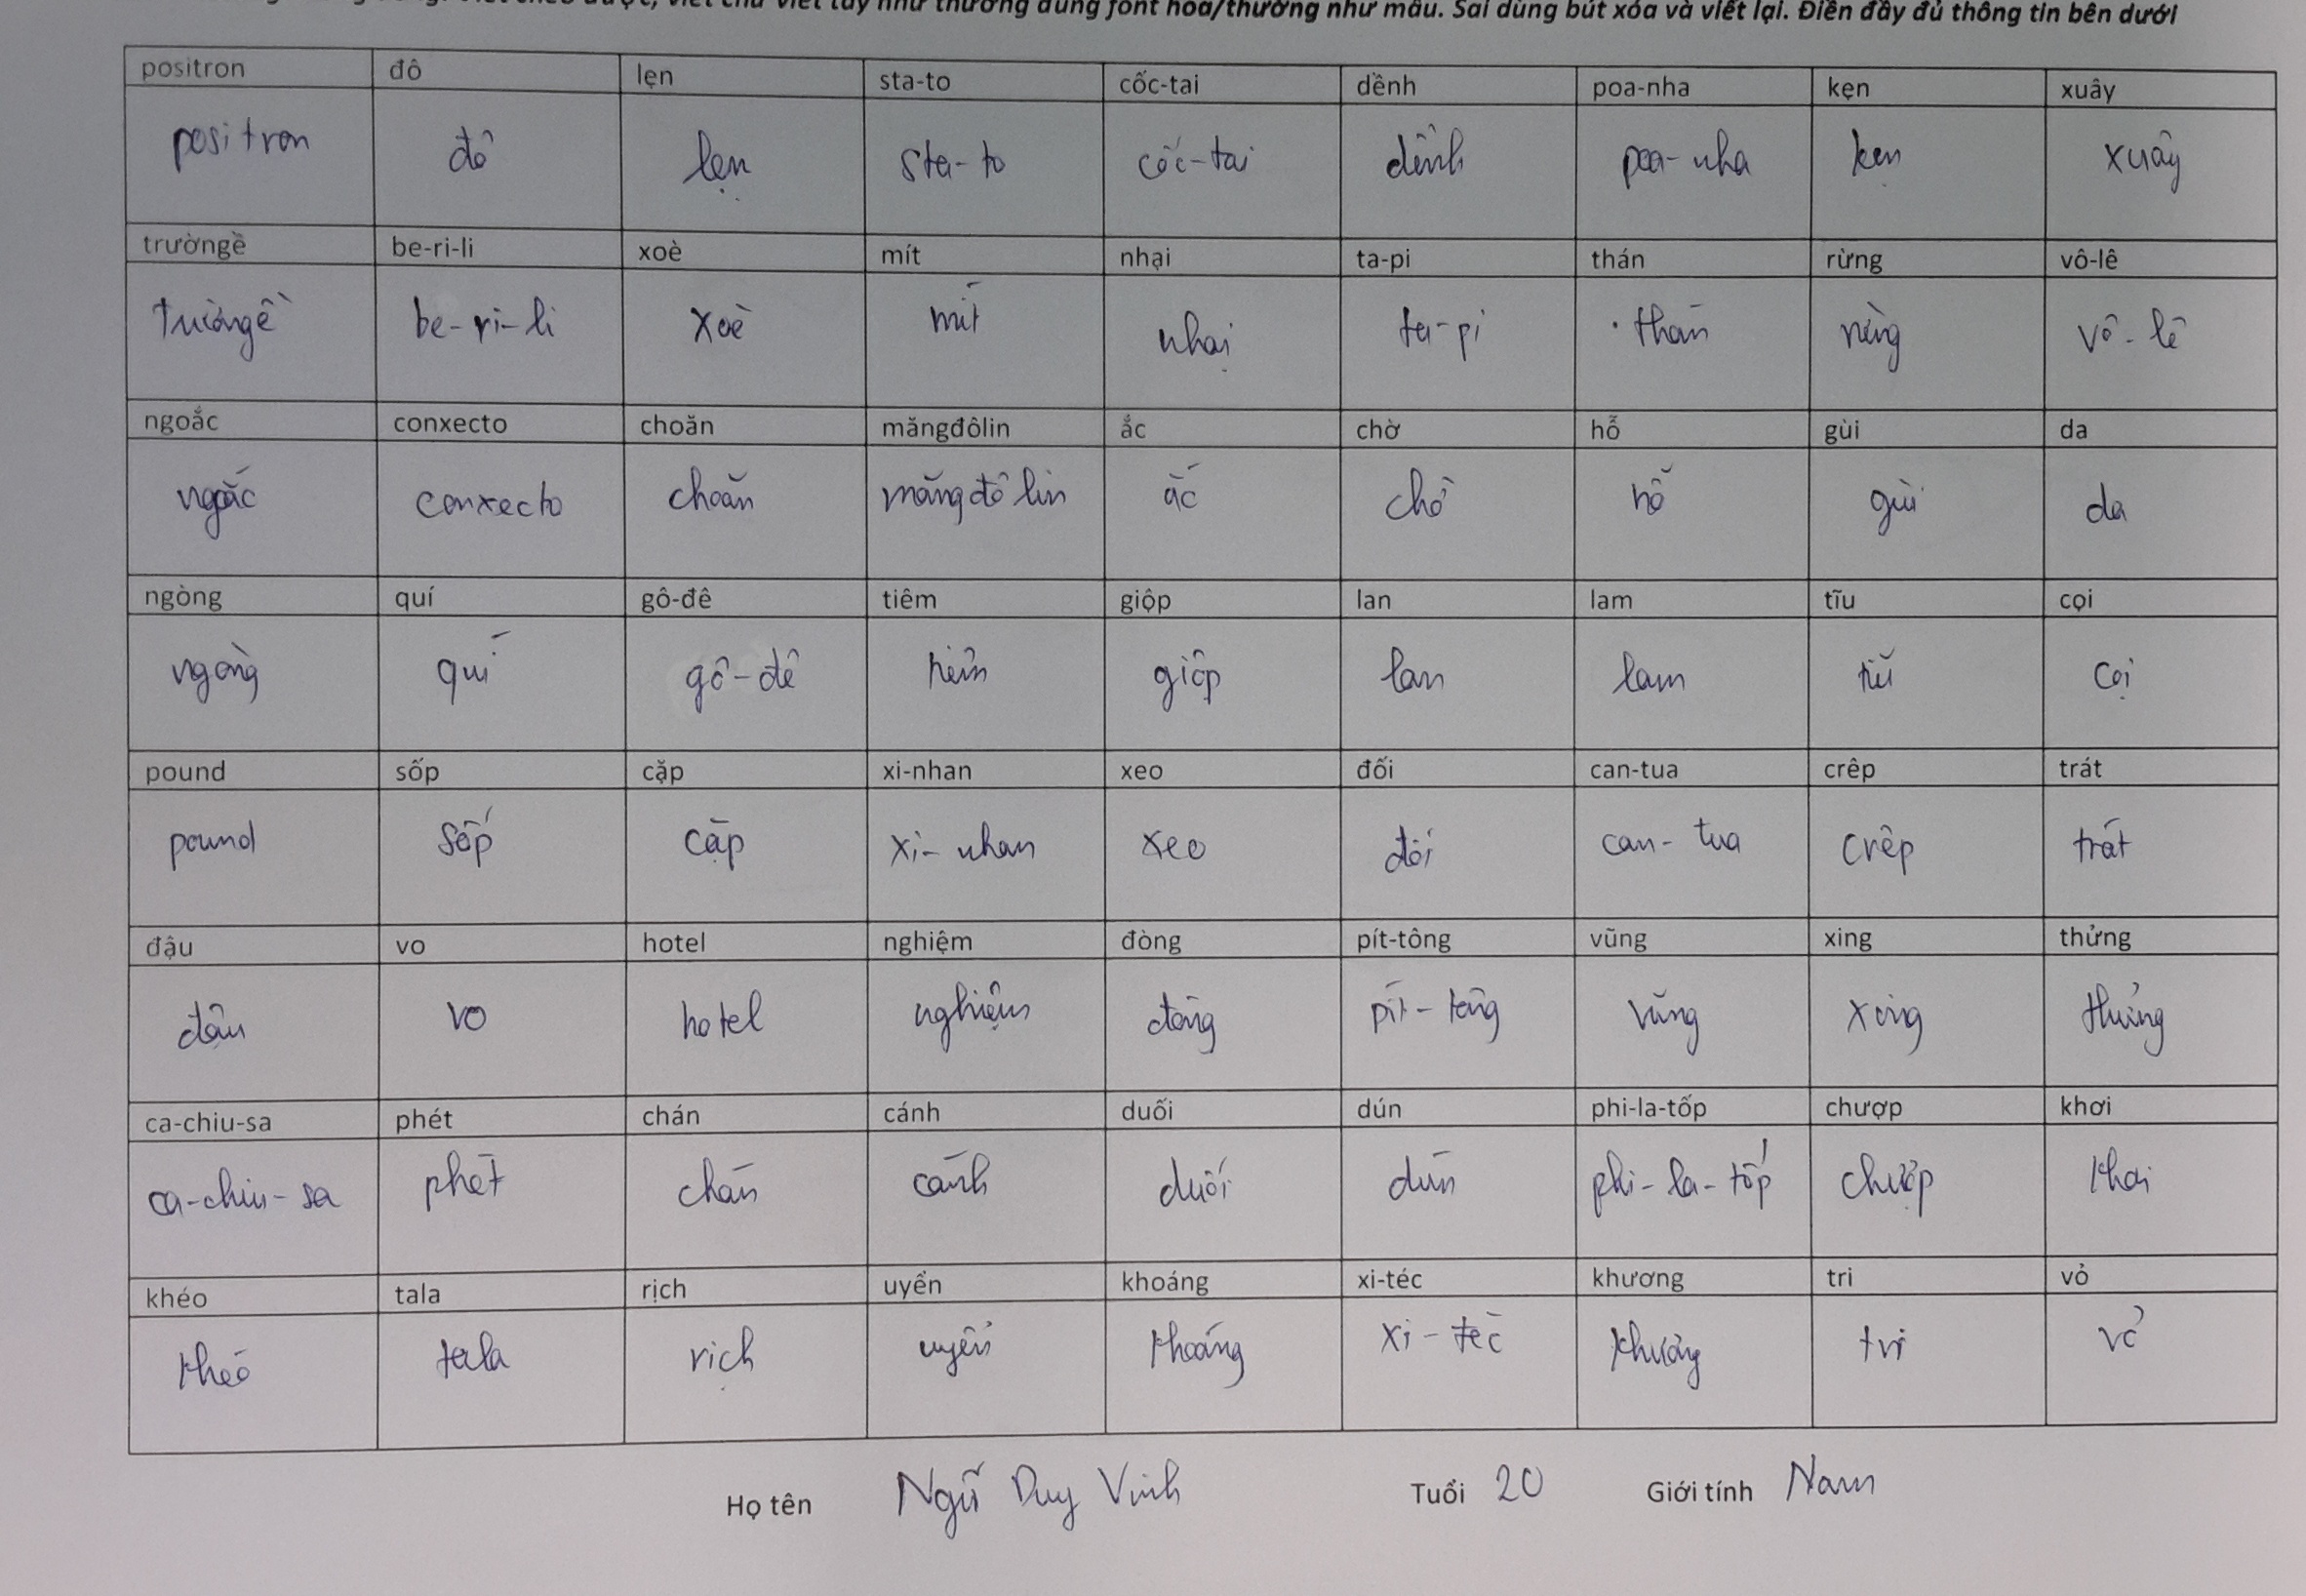 viết chữ viết tay như thường dùng font hoa/thường như mẫu. Sai dùng bút xóa và viết lại. Điền đầy đủ thông tin bên dưới
positron đô lẹn sta-to cốc-tai dềnh poa-nha kẹn xuây
positron đô lẹn sta-to cốc-tai dềnh poa-nha kẹn xuây
trườngề be-ri-li xoè mít nhại ta-pi thán rừng vô-lê
trườngề be-ri-li xoè mít nhại ta-pi thán rừng vô-lê
ngoắc conxecto choăn măngđôlin ắc chờ hỗ gùi da
ngoắc conxecto choăn măngđôlin ắc chờ hỗ gùi da
ngòng quí gô-đê tiêm giộp lan lam tĩu cọi
ngòng quí gô-đê tiêm giộp lan lam tĩu cọi
pound sốp cặp xi-nhan xeo đối can-tua crêp trát
pound sốp cặp xi-nhan xeo đối can-tua crêp trát
đậu vo hotel nghiệm đòng pít-tông vũng xing thửng
đậu vo hotel nghiệm đòng pít-tông vũng xing thửng
ca-chiu-sa phét chán cánh duối dún phi-la-tốp chượp khơi
ca-chiu-sa phét chán cánh duối dún phi-la-tốp chượp khơi
khéo tala rịch uyển khoáng xi-téc khương tri vỏ
khéo tala rịch uyển khoáng xi-téc khương tri vỏ
Họ tên Ngũ Duy Vinh Tuổi 20 Giới tính Nam